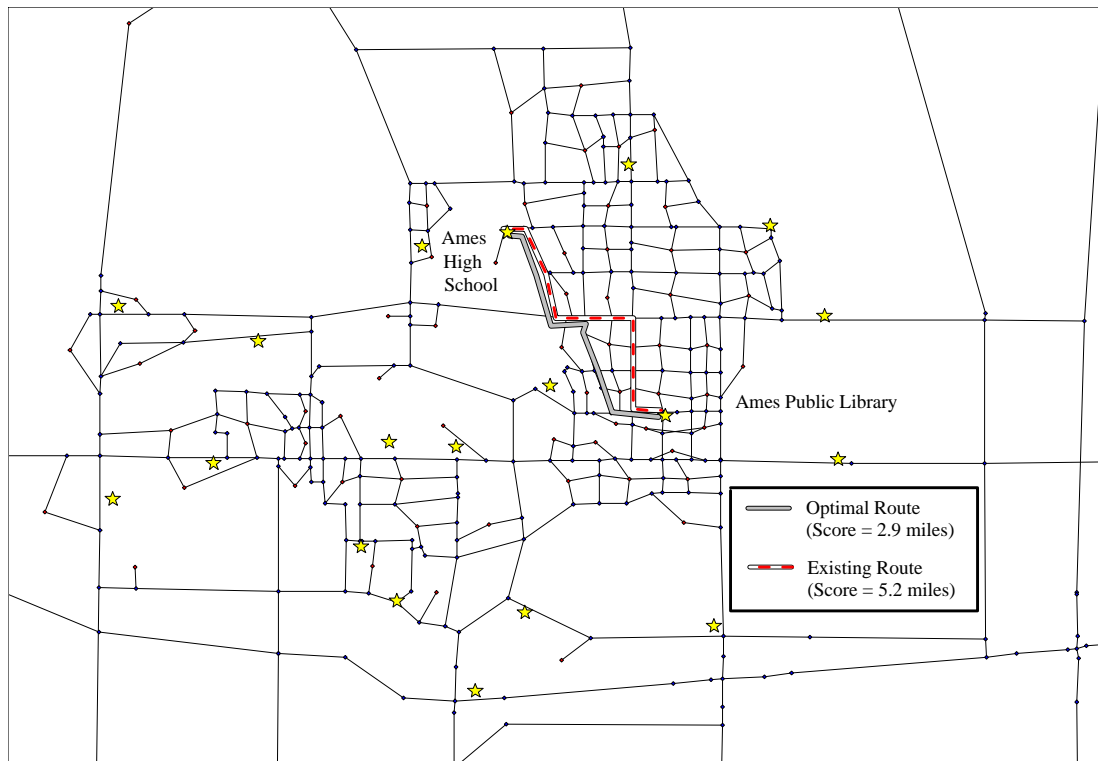 Ames
High
School
Ames Public Library
Optimal Route
(Score = 2.9 miles)
Existing Route
(Score = 5.2 miles)